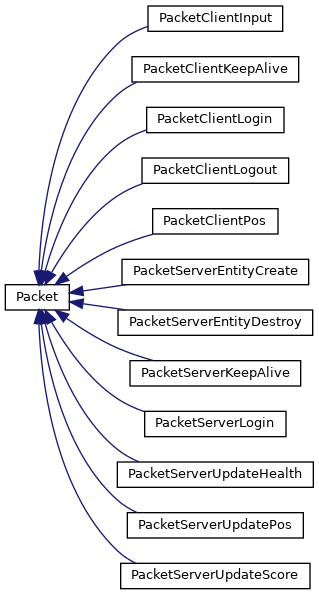 PacketClientInput
PacketClientKeepAlive
PacketClientLogin
PacketClientLogout
PacketClientPos
PacketServerEntityCreate
Packet
PacketServerEntityDestroy
PacketServerKeepAlive
PacketServerLogin
PacketServerUpdateHealth
PacketServerUpdatePos
PacketServerUpdateScore